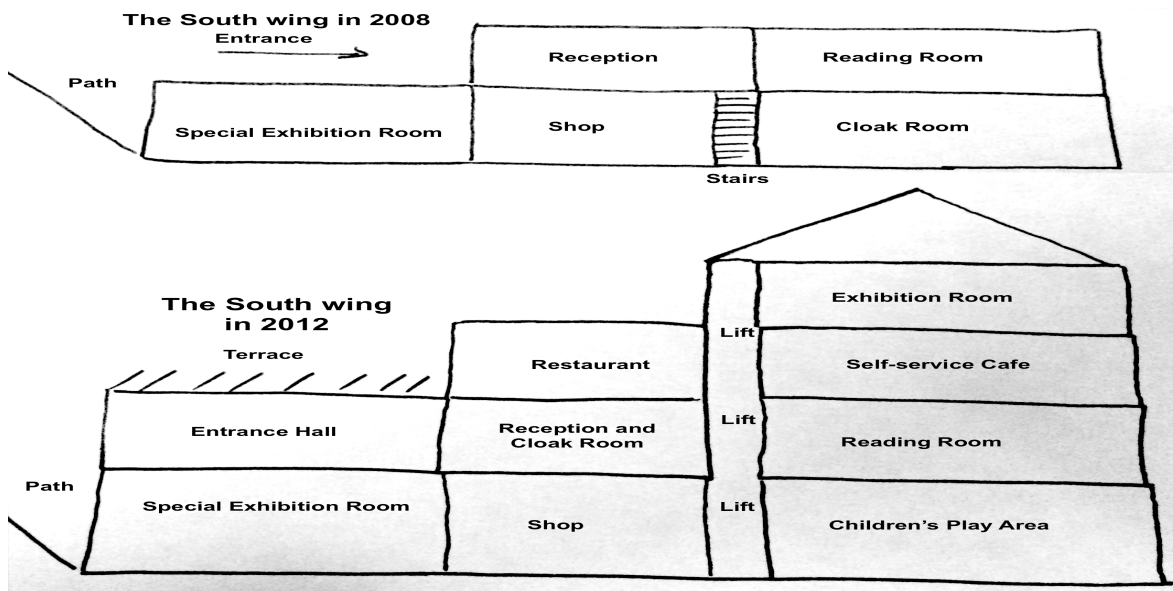 The South wing in 2008
Entrance
Path
Reception
Reading Room
Special Exhibition Room
Shop
Cloak Room
Stairs
The South wing
in 2012
Terrace
Exhibition Room
Lift
Restaurant
Self-service Cafe
Entrance Hall
Reception and
Cloak Room
Lift
Reading Room
Path
Special Exhibition Room
Shop
Lift
Children's Play Area